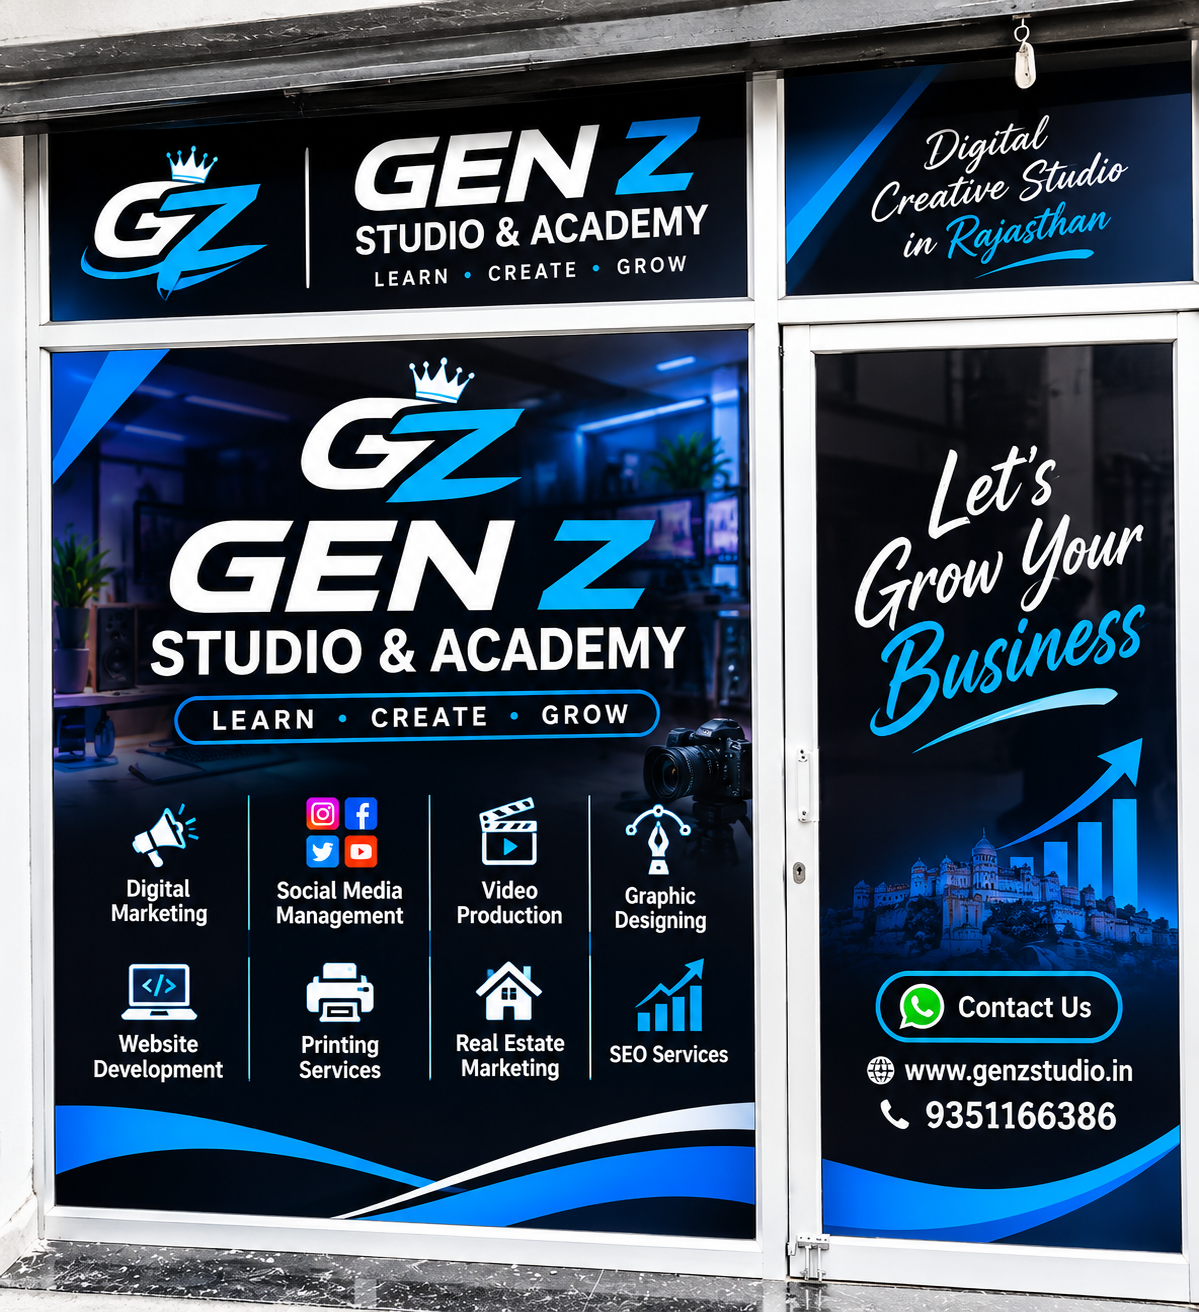 GZ
GEN Z
STUDIO & ACADEMY
LEARN • CREATE • GROW
Digital
Creative Studio
in Rajasthan
GZ
GEN Z
STUDIO & ACADEMY
LEARN • CREATE • GROW
Digital
Marketing
Social Media
Management
Video
Production
Graphic
Designing
</>
Website
Development
Printing
Services
Real Estate
Marketing
SEO Services
Let's
Grow Your
Business
Contact Us
www.genzstudio.in
9351166386